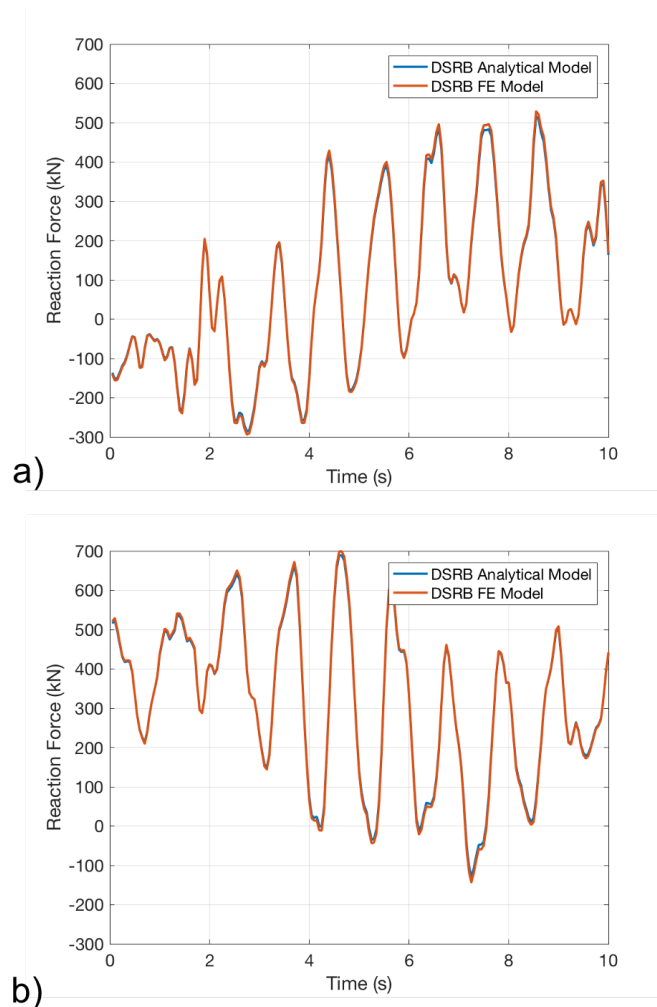 700
600
500
400
300
200
100
0
-100
-200
-300
Reaction Force (kN)
DSRB Analytical Model
DSRB FE Model
0 2 4 6 8 10
Time (s)
a)
700
600
500
400
300
200
100
0
-100
-200
-300
Reaction Force (kN)
DSRB Analytical Model
DSRB FE Model
0 2 4 6 8 10
Time (s)
b)